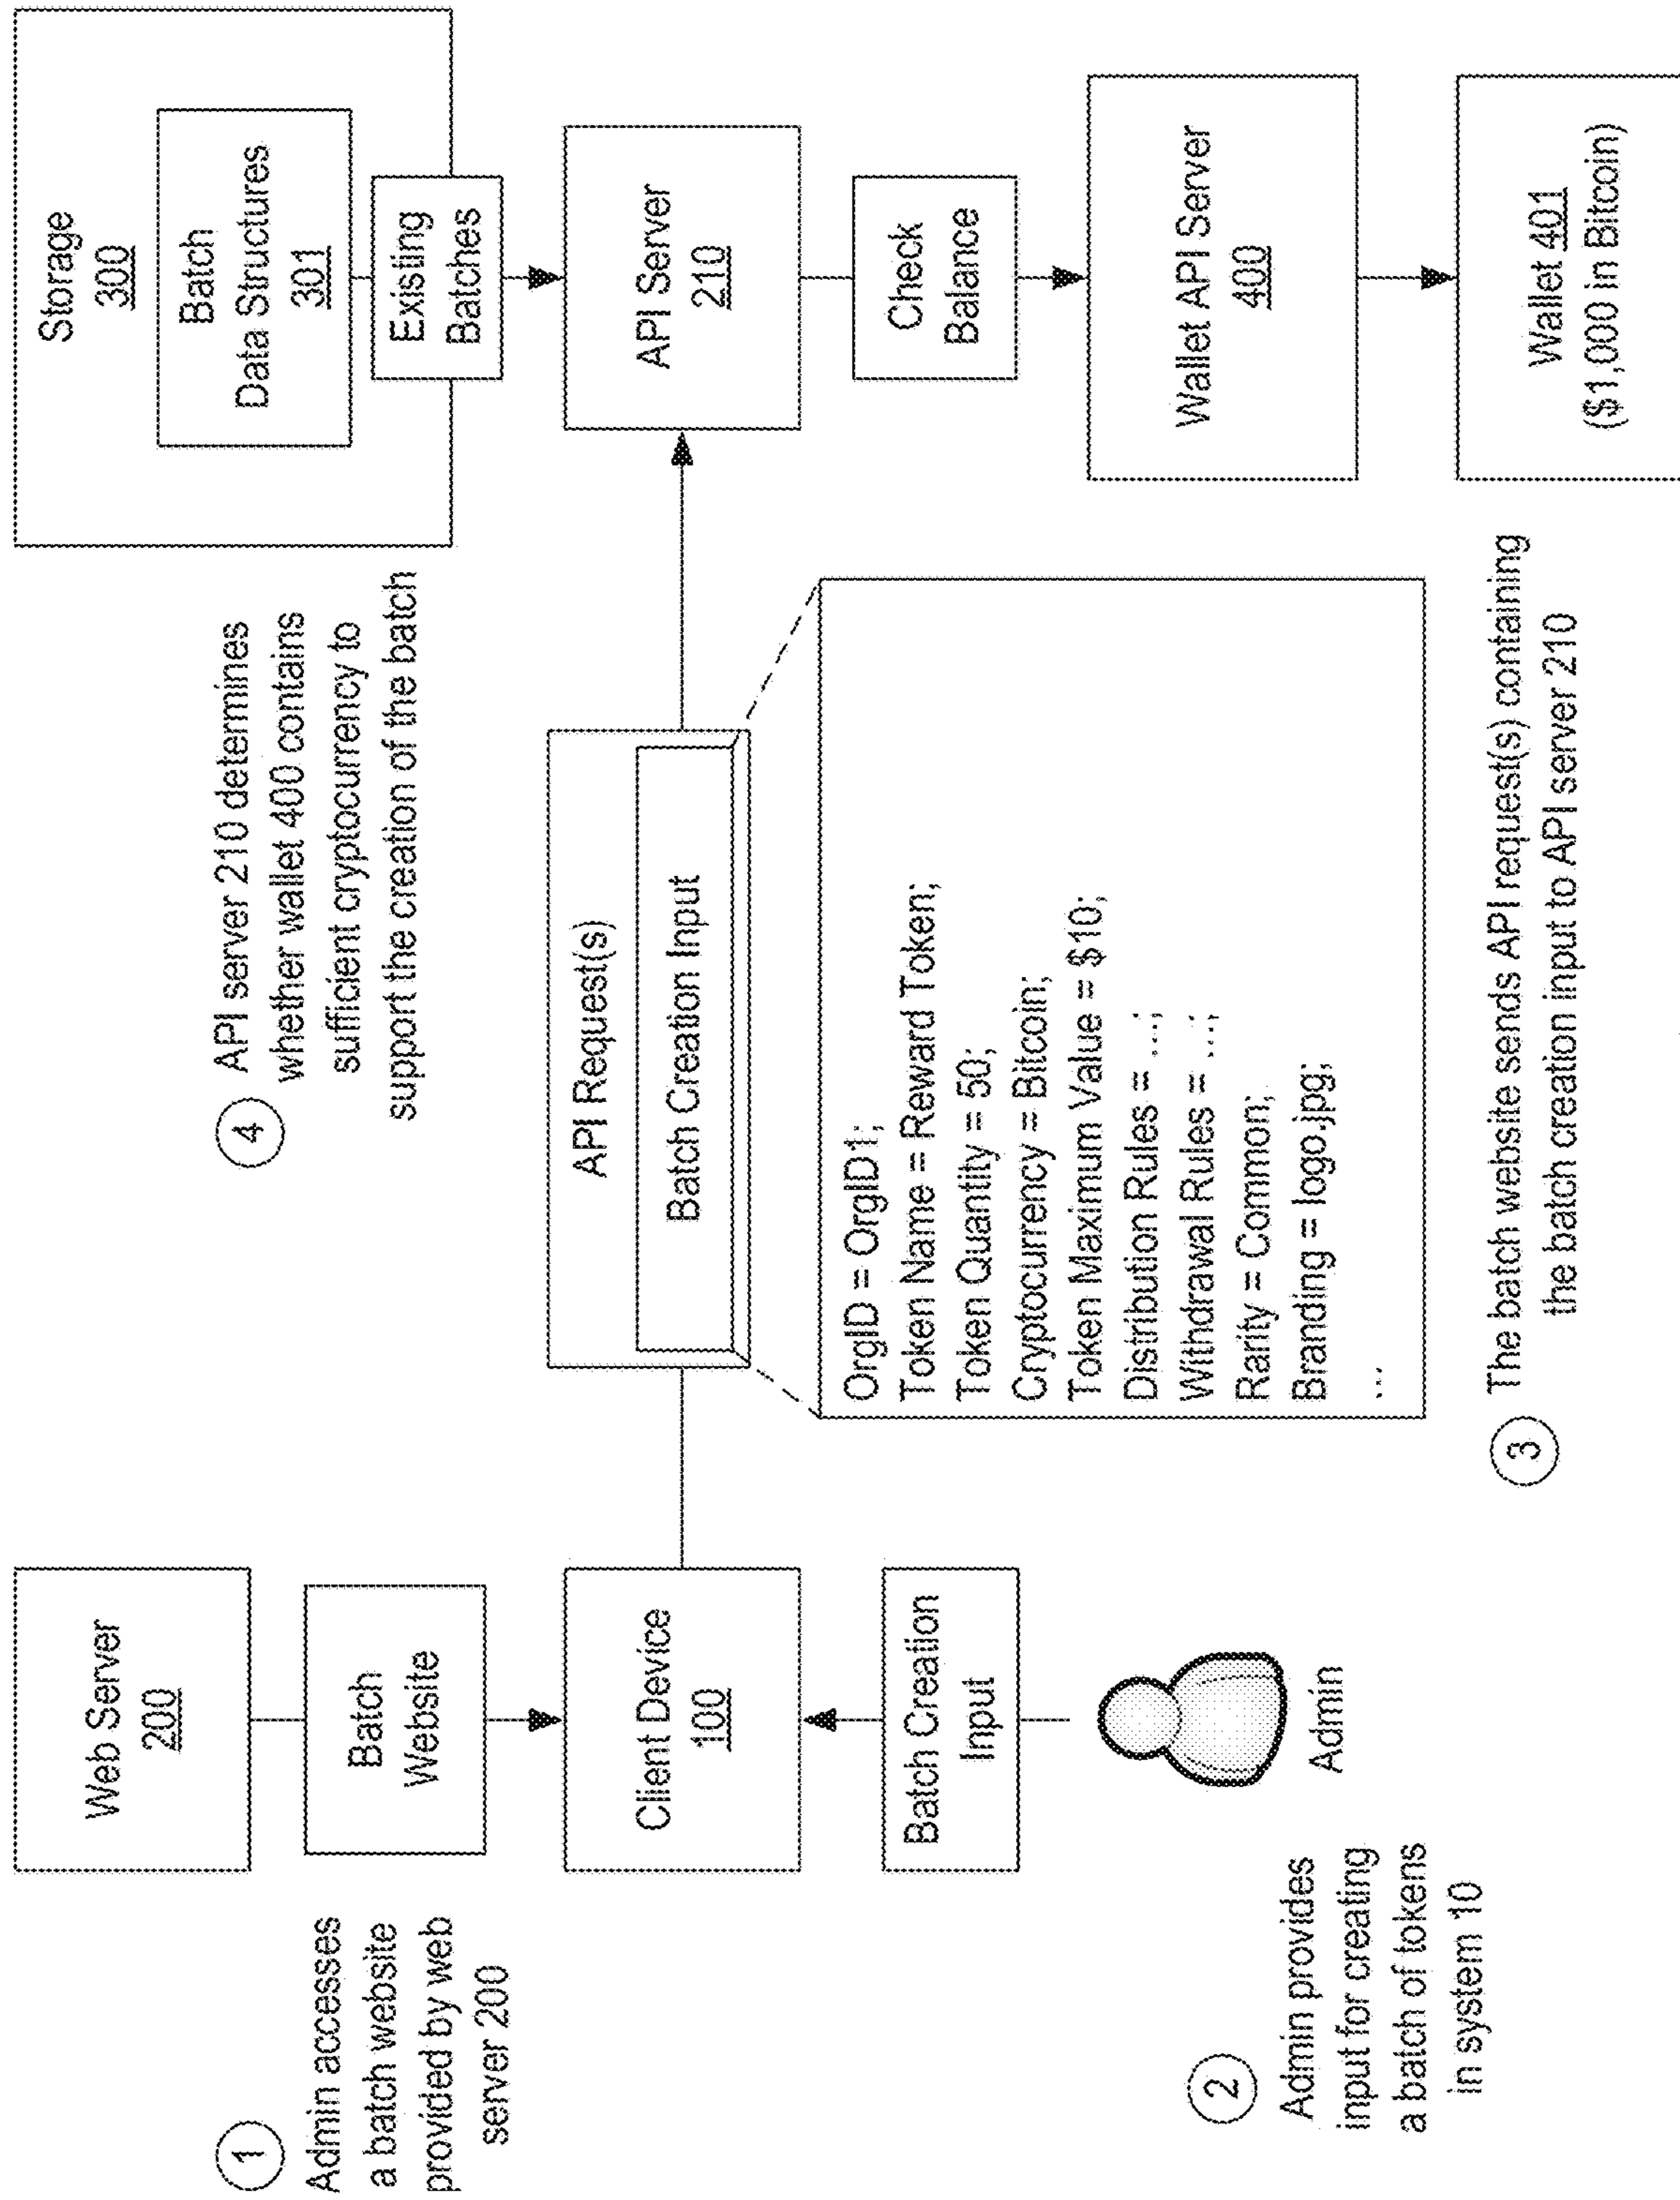 1
Admin accesses
a batch website
provided by web
server 200
Web Server
200
Batch
Website
Client Device
100
Batch Creation
Input
Admin
2
Admin provides
input for creating
a batch of tokens
in system 10
API Request(s)
Batch Creation Input
OrgID = OrgID1;
Token Name = Reward Token;
Token Quantity = 50;
Cryptocurrency = Bitcoin;
Token Maximum Value = $10;
Distribution Rules = ...;
Withdrawal Rules = ...;
Rarity = Common;
Branding = logo.jpg;
...
3
The batch website sends API request(s) containing
the batch creation input to API server 210
4
API server 210 determines
whether wallet 400 contains
sufficient cryptocurrency to
support the creation of the batch
Storage
300
Batch
Data Structures
301
Existing
Batches
API Server
210
Check
Balance
Wallet API Server
400
Wallet 401
($1,000 in Bitcoin)